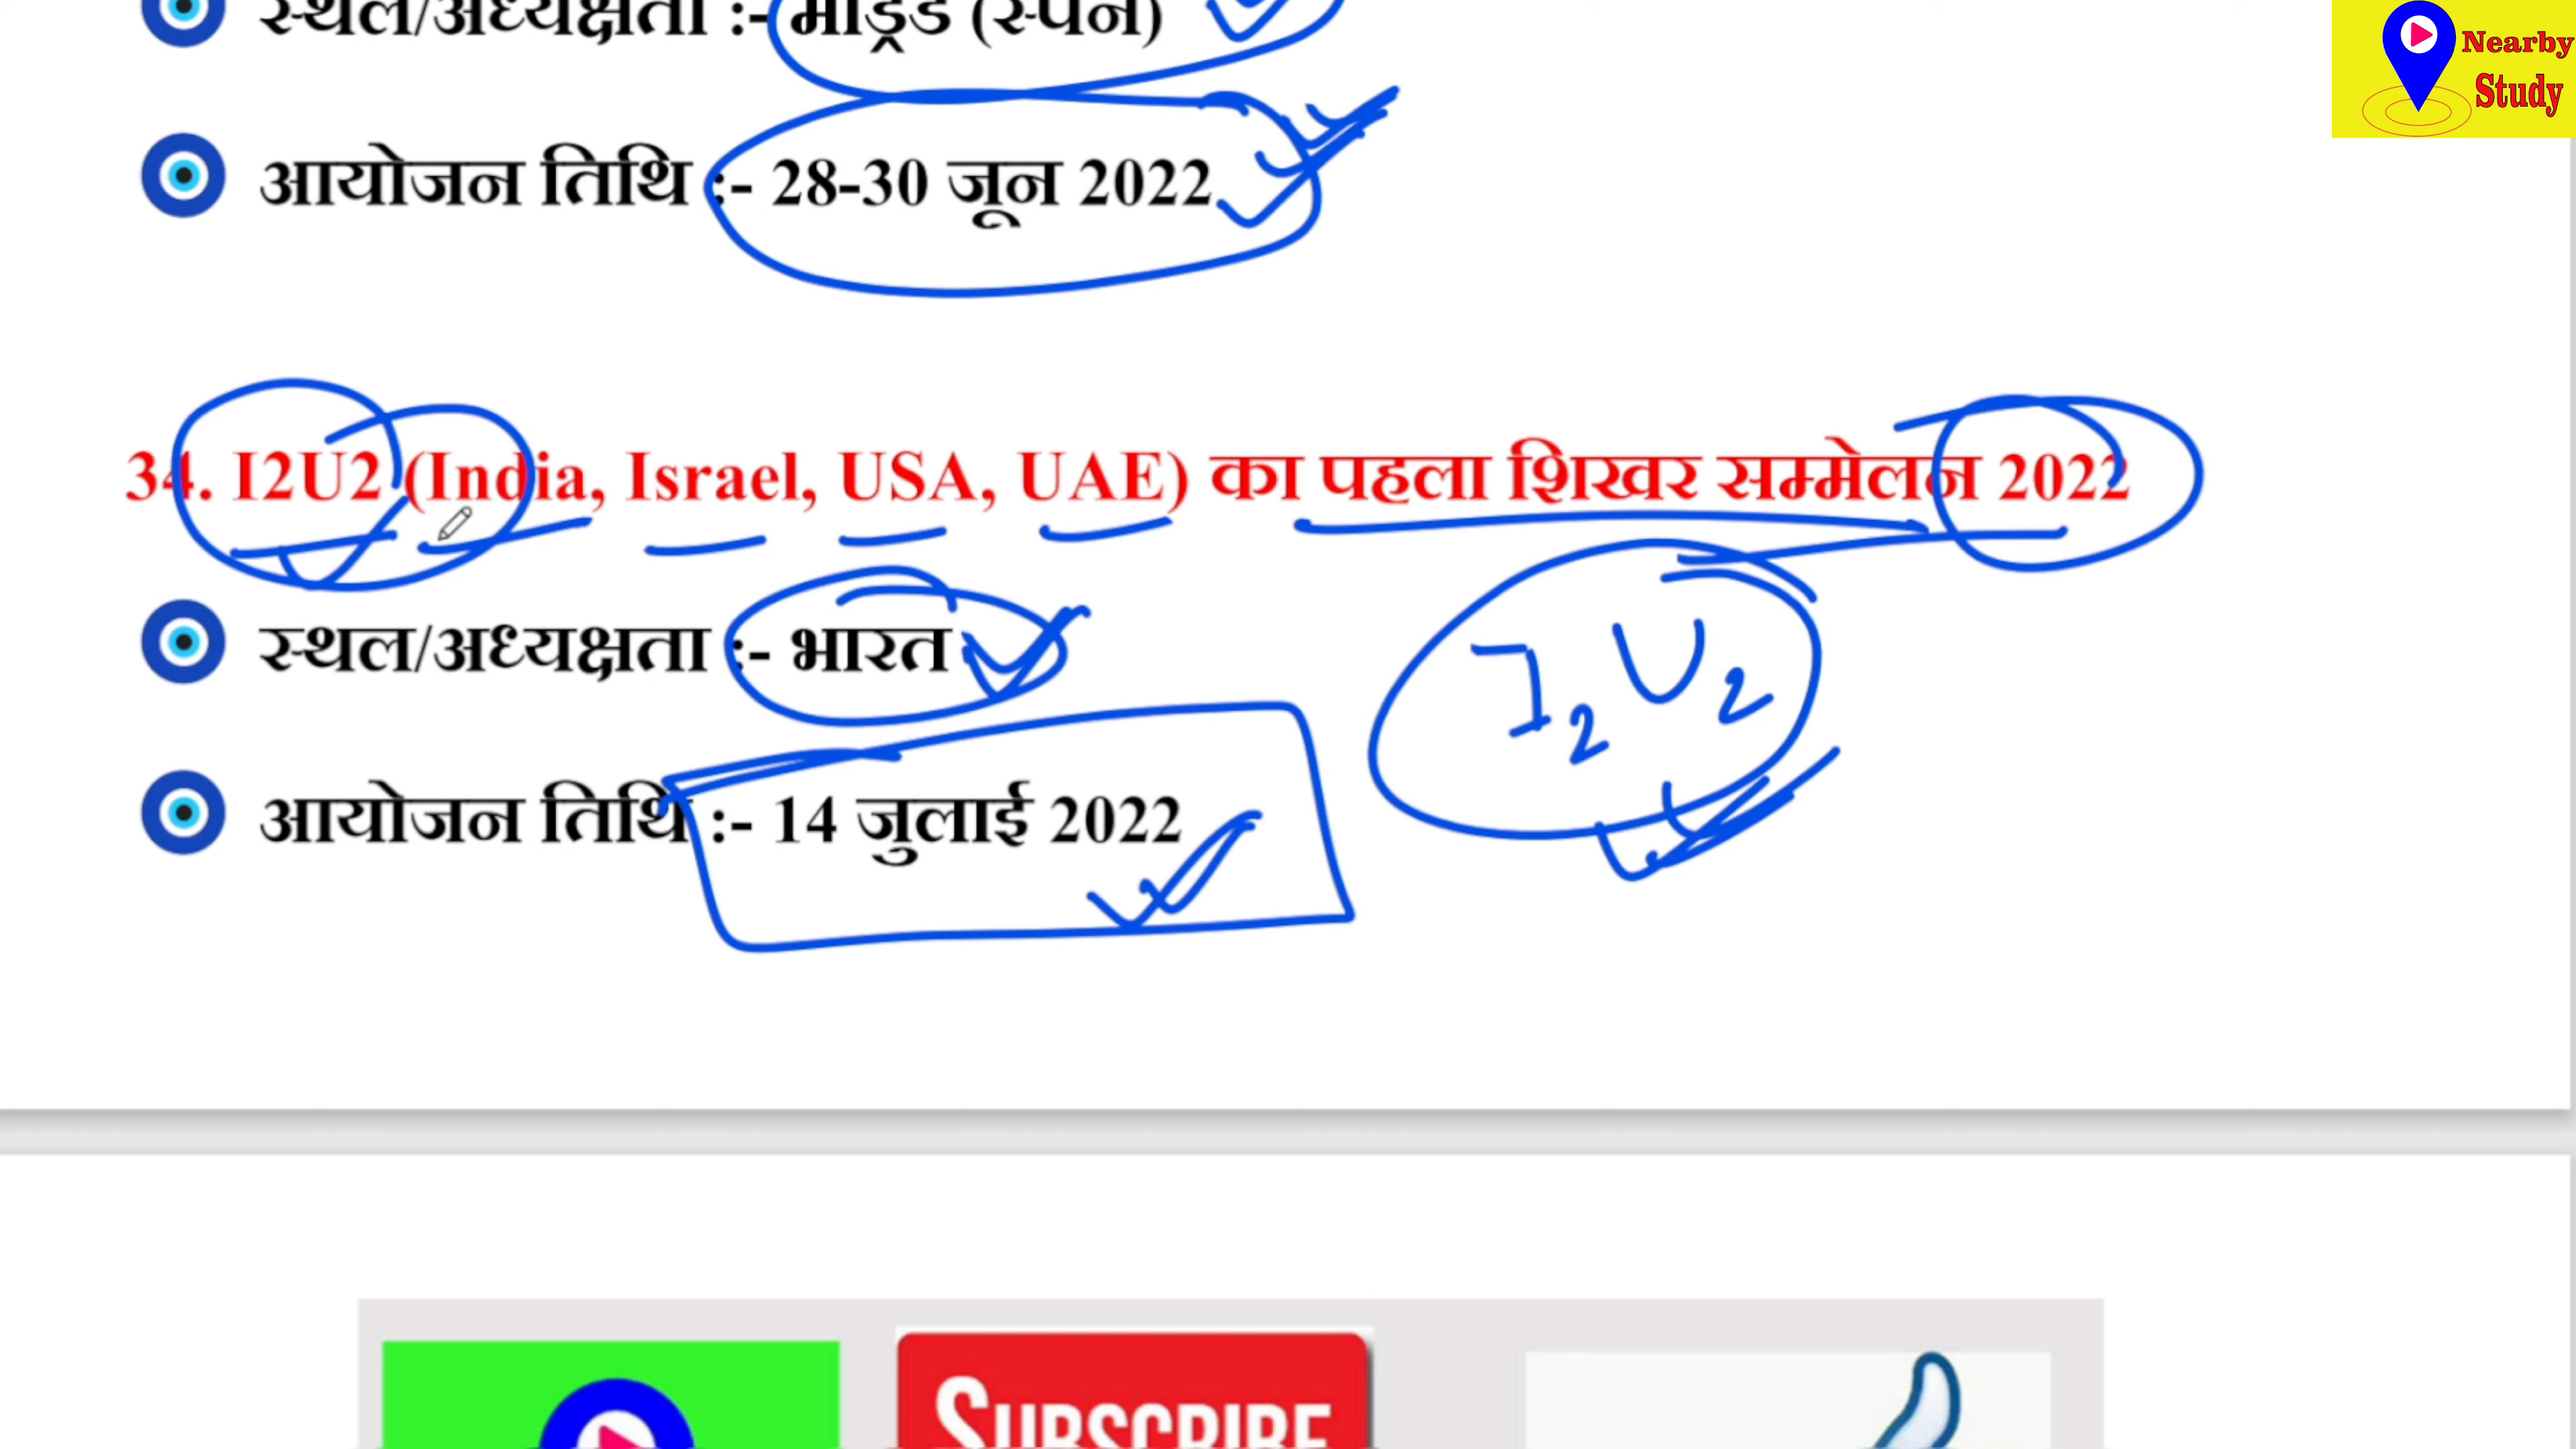 स्थल/अध्यक्षता :- माड्रिड (स्पेन)
Nearby
Study
आयोजन तिथि :- 28-30 जून 2022
34. I2U2 (India, Israel, USA, UAE) का पहला शिखर सम्मेलन 2022
स्थल/अध्यक्षता :- भारत
I2U2
आयोजन तिथि :- 14 जुलाई 2022
SUBSCRIBE